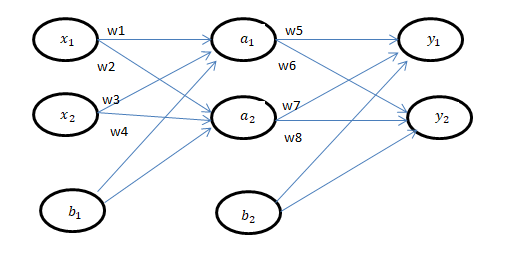 x₁ w1 a₁ w5 y₁
w2 w6
x₂ w3 a₂ w7 y₂
w4 w8
b₁ b₂